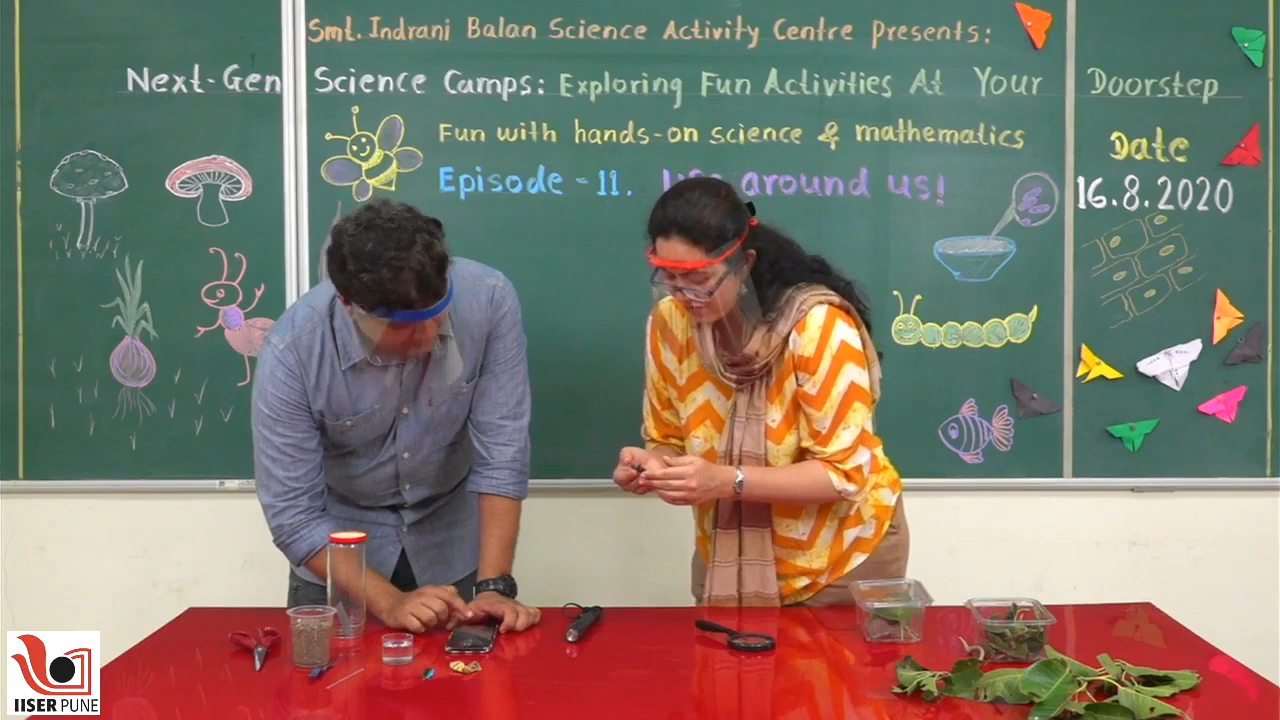 Smt. Indrani Balan Science Activity Centre presents:
Next-Gen Science Camps: Exploring Fun Activities At Your Doorstep
Fun with hands-on science & mathematics
Date
Episode - 11. around us!
16.8.2020
IISER PUNE